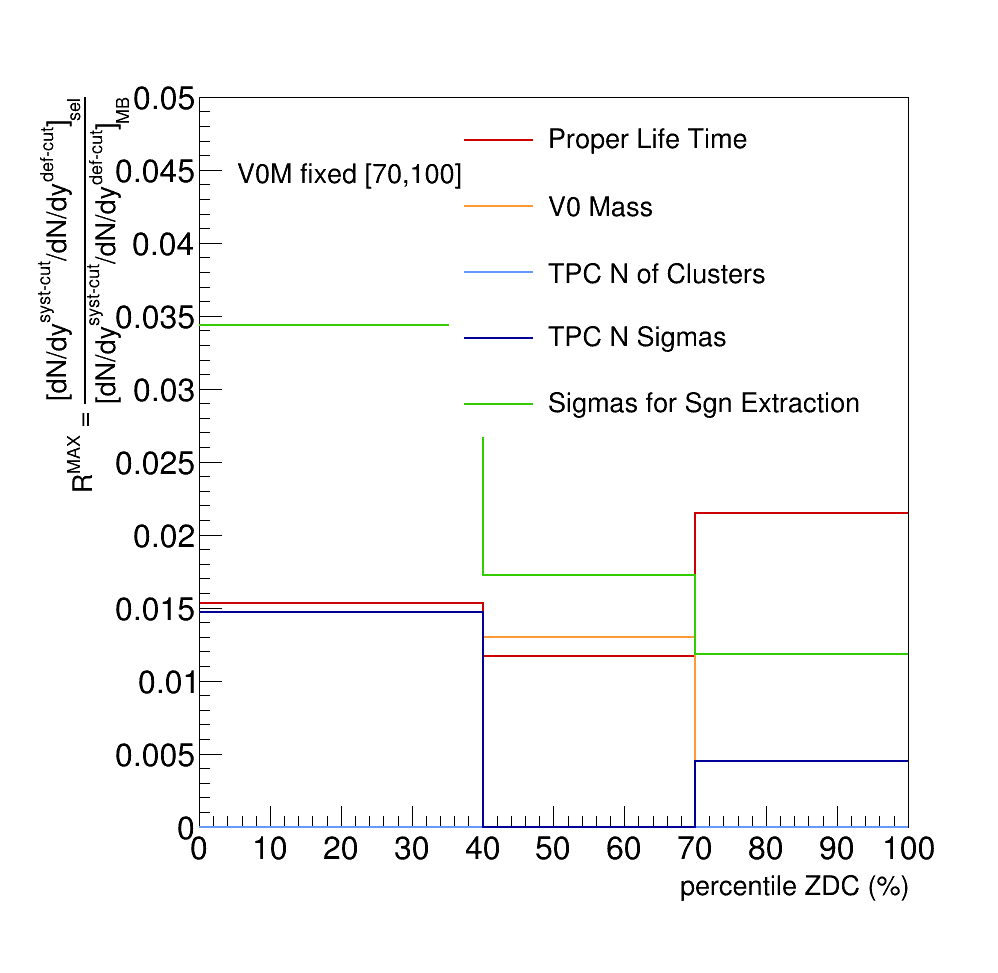 R^MAX = [dN/dy^syst-cut/dN/dy^def-cut]_sel
[dN/dy^syst-cut/dN/dy^def-cut]_MB
0.05
0.045
0.04
0.035
0.03
0.025
0.02
0.015
0.01
0.005
0
V0M fixed [70,100]
Proper Life Time
V0 Mass
TPC N of Clusters
TPC N Sigmas
Sigmas for Sgn Extraction
0 10 20 30 40 50 60 70 80 90 100
percentile ZDC (%)